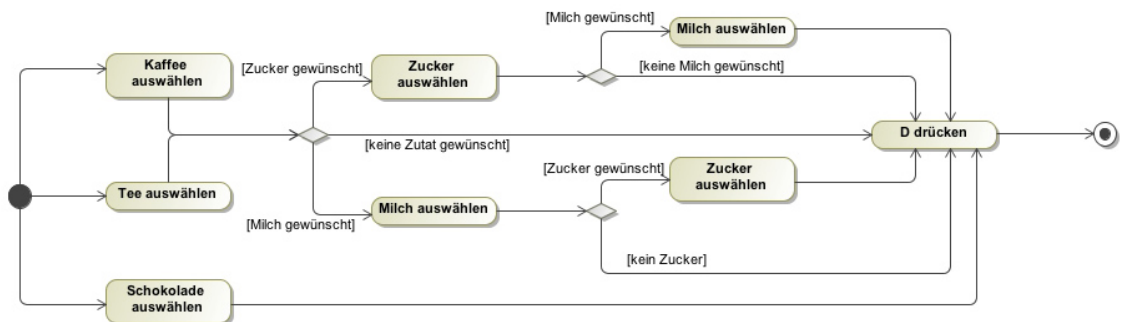 [Milch gewünscht]
Milch auswählen
Kaffee
auswählen
[Zucker gewünscht]
Zucker
auswählen
[keine Milch gewünscht]
[keine Zutat gewünscht]
D drücken
Tee auswählen
[Milch gewünscht]
Milch auswählen
[Zucker gewünscht]
Zucker
auswählen
[kein Zucker]
Schokolade
auswählen